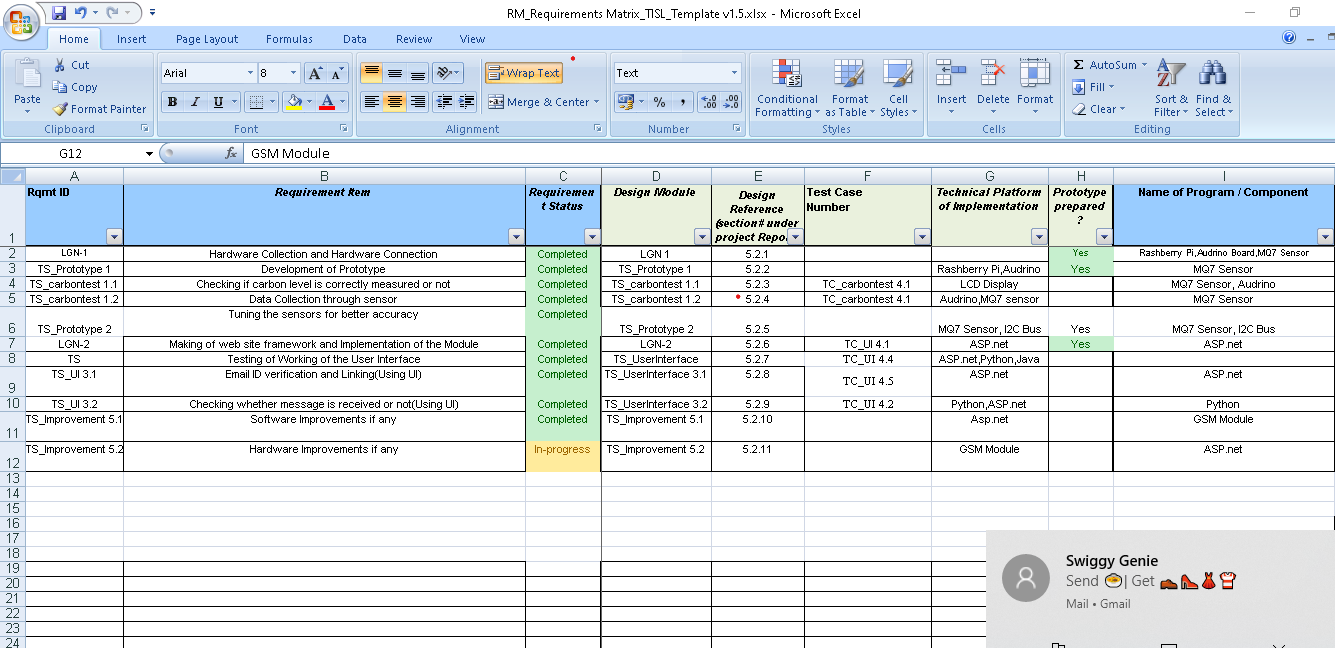 RM_Requirements Matrix_TISL_Template v1.5.xlsx - Microsoft Excel
Home Insert Page Layout Formulas Data Review View
Paste
Cut
Copy
Format Painter
Clipboard
Arial 8
B I U
Font
Wrap Text
Merge & Center
Alignment
Text
% ,
Number
Conditional Formatting
Format as Table
Cell Styles
Styles
Insert Delete Format
Cells
Σ AutoSum
Fill
Clear
Sort & Filter
Find & Select
Editing
G12 fx GSM Module
A B C D E F G H I
1 Rqmt ID Requirement Item Requirement Status Design Module Design Reference (section# under project Repo Test Case Number Technical Platform of Implementation Prototype prepared? Name of Program / Component
2 LGN-1 Hardware Collection and Hardware Connection Completed LGN 1 5.2.1 Yes Rashberry Pi,Audrino Board,MQ7 Sensor
3 TS_Prototype 1 Development of Prototype Completed TS_Prototype 1 5.2.2 Rashberry Pi,Audrino Yes MQ7 Sensor
4 TS_carbontest 1.1 Checking if carbon level is correctly measured or not Completed TS_carbontest 1.1 5.2.3 TC_carbontest 4.1 LCD Display MQ7 Sensor, Audrino
5 TS_carbontest 1.2 Data Collection through sensor Completed TS_carbontest 1.2 5.2.4 TC_carbontest 4.1 Audrino,MQ7 sensor MQ7 Sensor
6 TS_Prototype 2 Tuning the sensors for better accuracy Completed TS_Prototype 2 5.2.5 MQ7 Sensor, I2C Bus Yes MQ7 Sensor, I2C Bus
7 LGN-2 Making of web site framework and Implementation of the Module Completed LGN-2 5.2.6 TC_UI 4.1 ASP.net Yes ASP.net
8 TS Testing of Working of the User Interface Completed TS_UserInterface 5.2.7 TC_UI 4.4 ASP.net,Python,Java
9 TS_UI 3.1 Email ID verification and Linking(Using UI) Completed TS_UserInterface 3.1 5.2.8 TC_UI 4.5 ASP.net ASP.net
10 TS_UI 3.2 Checking whether message is received or not(Using UI) Completed TS_UserInterface 3.2 5.2.9 TC_UI 4.2 Python,ASP.net Python
11 TS_Improvement 5.1 Software Improvements if any Completed TS_Improvement 5.1 5.2.10 Asp.net GSM Module
12 TS_Improvement 5.2 Hardware Improvements if any In-progress TS_Improvement 5.2 5.2.11 GSM Module ASP.net
13
14
15
16
17
18
19
20
21
22
23
24
Swiggy Genie
Send 🍲| Get 👞👠👗👕
Mail • Gmail